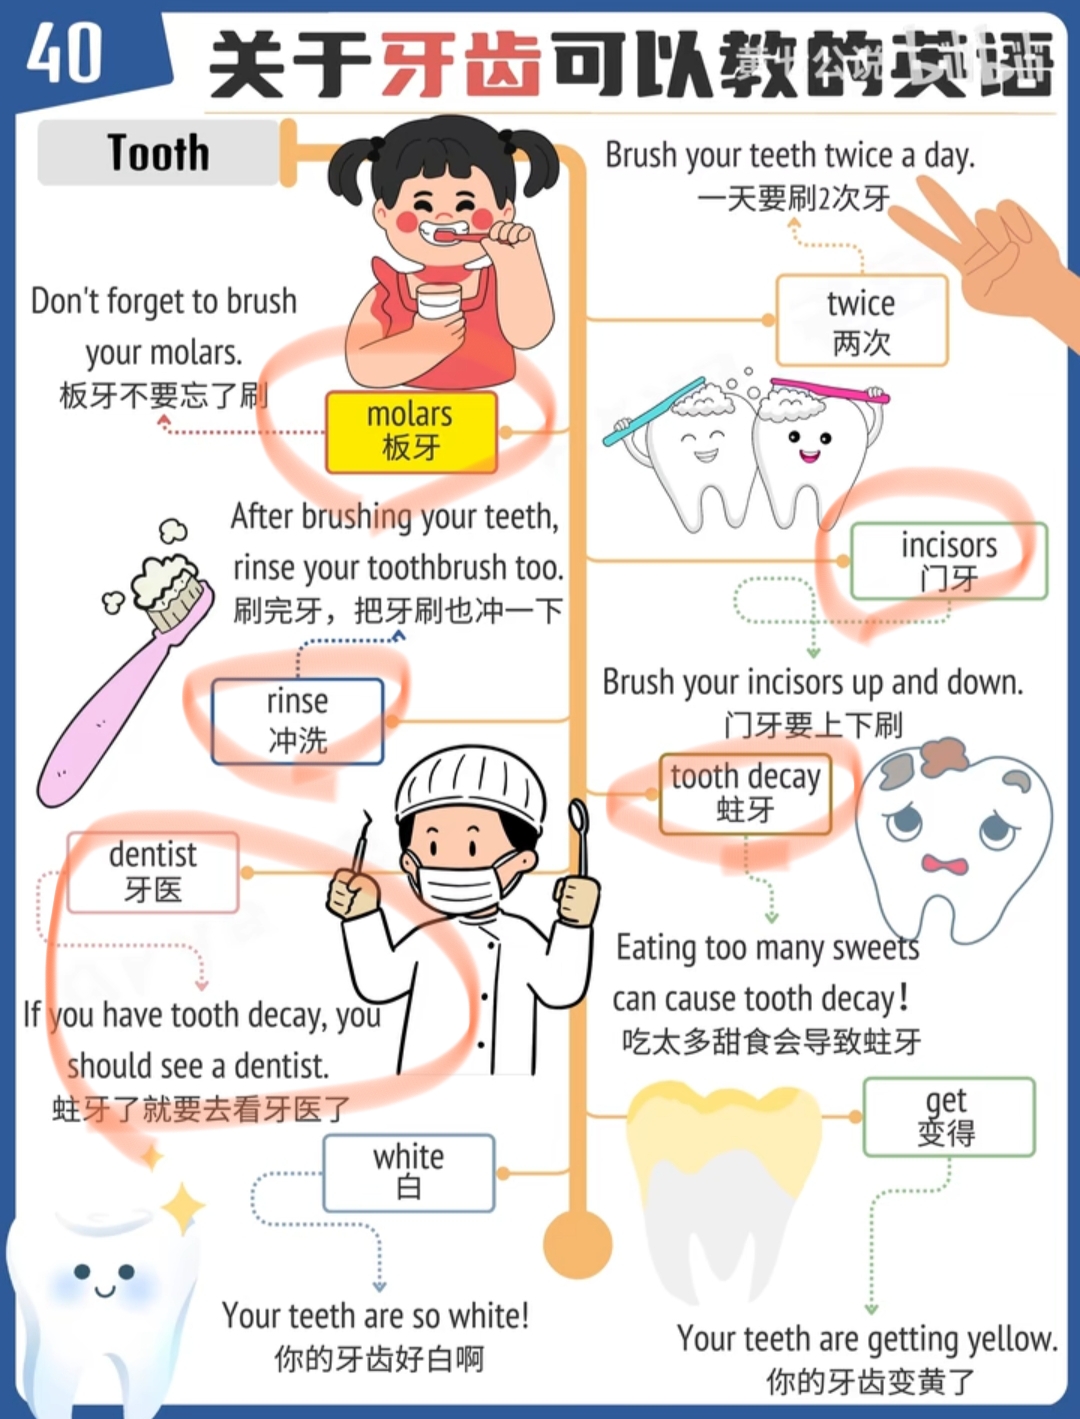 40
关于牙齿可以教的英语
Tooth
Brush your teeth twice a day.
一天要刷2次牙
twice
两次
Don't forget to brush
your molars.
板牙不要忘了刷
molars
板牙
incisors
门牙
Brush your incisors up and down.
门牙要上下刷
After brushing your teeth,
rinse your toothbrush too.
刷完牙，把牙刷也冲一下
rinse
冲洗
tooth decay
蛀牙
Eating too many sweets
can cause tooth decay!
吃太多甜食会导致蛀牙
dentist
牙医
If you have tooth decay, you
should see a dentist.
蛀牙了就要去看牙医了
get
变得
Your teeth are getting yellow.
你的牙齿变黄了
white
白
Your teeth are so white!
你的牙齿好白啊